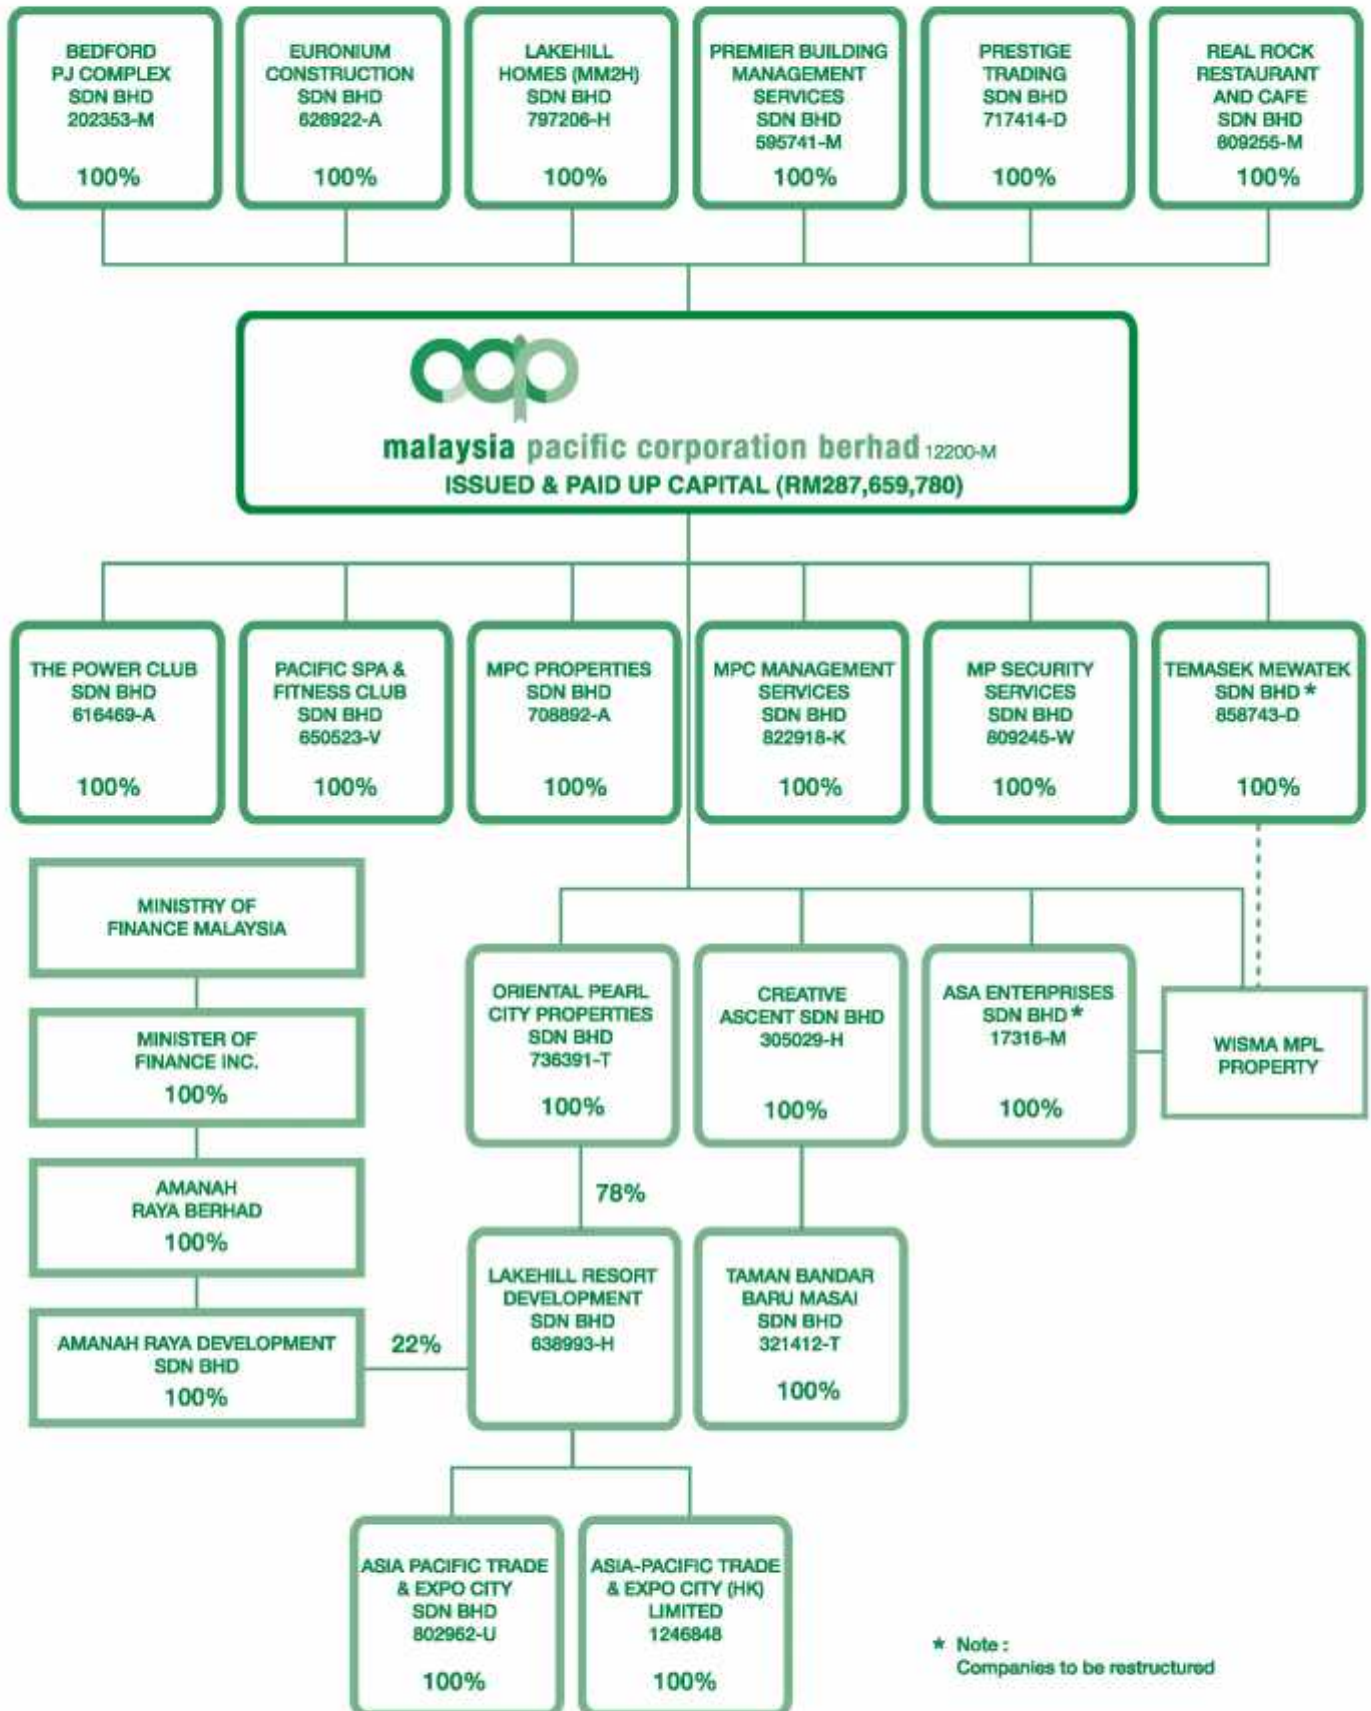 BEDFORD
PJ COMPLEX
SDN BHD
202353-M
100%
EURONIUM
CONSTRUCTION
SDN BHD
626922-A
100%
LAKEHILL
HOMES (MM2H)
SDN BHD
797206-H
100%
PREMIER BUILDING
MANAGEMENT
SERVICES
SDN BHD
595741-M
100%
PRESTIGE
TRADING
SDN BHD
717414-D
100%
REAL ROCK
RESTAURANT
AND CAFE
SDN BHD
809255-M
100%
malaysia pacific corporation berhad 12200-M
ISSUED & PAID UP CAPITAL (RM287,659,780)
THE POWER CLUB
SDN BHD
616469-A
100%
PACIFIC SPA &
FITNESS CLUB
SDN BHD
650523-V
100%
MPC PROPERTIES
SDN BHD
708892-A
100%
MPC MANAGEMENT
SERVICES
SDN BHD
822918-K
100%
MP SECURITY
SERVICES
SDN BHD
809245-W
100%
TEMASEK MEWATEK
SDN BHD *
858743-D
100%
MINISTRY OF
FINANCE MALAYSIA
MINISTER OF
FINANCE INC.
100%
AMANAH
RAYA BERHAD
100%
AMANAH RAYA DEVELOPMENT
SDN BHD
100%
22%
ORIENTAL PEARL
CITY PROPERTIES
SDN BHD
736391-T
100%
78%
CREATIVE
ASCENT SDN BHD
305029-H
100%
ASA ENTERPRISES
SDN BHD *
17316-M
100%
WISMA MPL
PROPERTY
LAKEHILL RESORT
DEVELOPMENT
SDN BHD
638993-H
TAMAN BANDAR
BARU MASAI
SDN BHD
321412-T
100%
ASIA PACIFIC TRADE
& EXPO CITY
SDN BHD
802962-U
100%
ASIA-PACIFIC TRADE
& EXPO CITY (HK)
LIMITED
1246848
100%
* Note :
Companies to be restructured